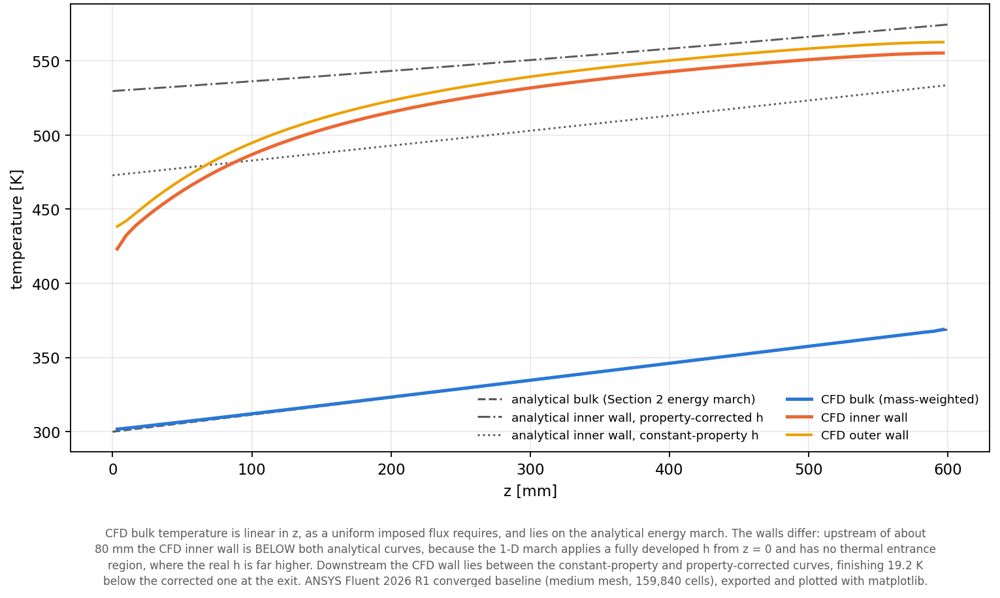 550
500
450
400
350
300
temperature [K]
analytical bulk (Section 2 energy march)
analytical inner wall, property-corrected h
analytical inner wall, constant-property h
CFD bulk (mass-weighted)
CFD inner wall
CFD outer wall
0 100 200 300 400 500 600
z [mm]
CFD bulk temperature is linear in z, as a uniform imposed flux requires, and lies on the analytical energy march. The walls differ: upstream of about
80 mm the CFD inner wall is BELOW both analytical curves, because the 1-D march applies a fully developed h from z = 0 and has no thermal entrance
region, where the real h is far higher. Downstream the CFD wall lies between the constant-property and property-corrected curves, finishing 19.2 K
below the corrected one at the exit. ANSYS Fluent 2026 R1 converged baseline (medium mesh, 159,840 cells), exported and plotted with matplotlib.